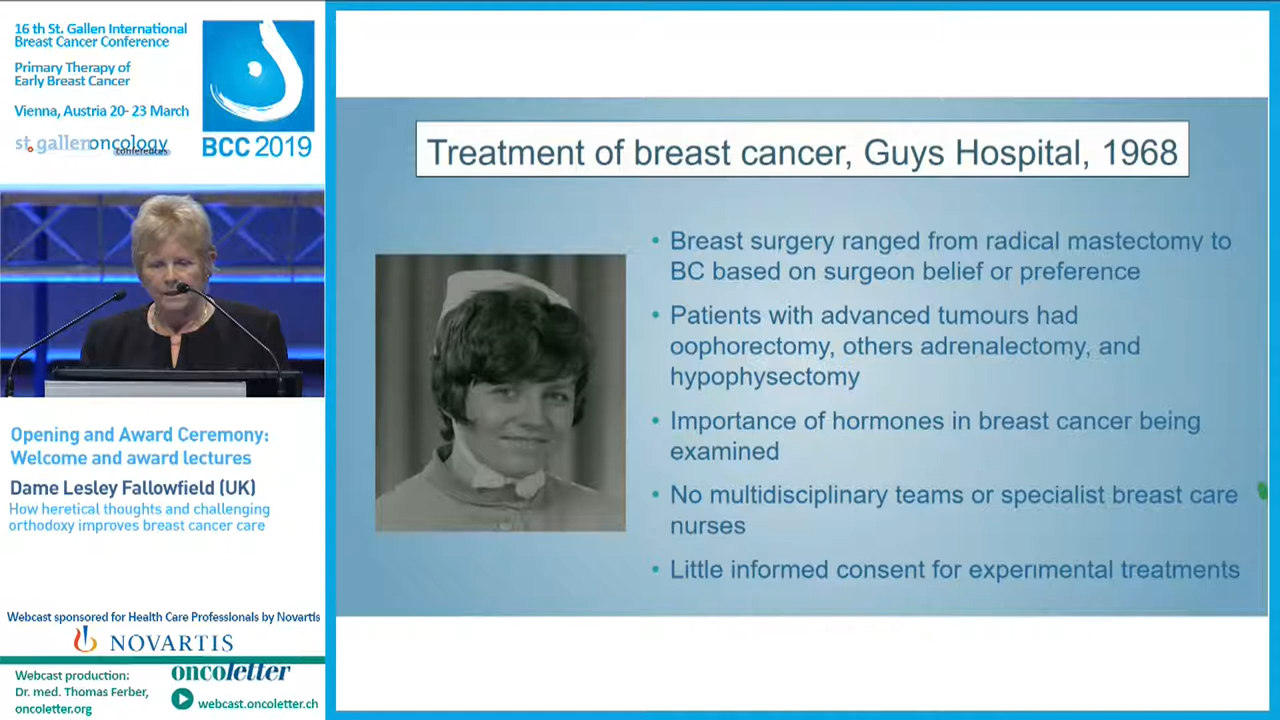 16 th St. Gallen International
Breast Cancer Conference
Primary Therapy of
Early Breast Cancer
Vienna, Austria 20- 23 March
st.gallenoncology
conferences
BCC 2019
Opening and Award Ceremony:
Welcome and award lectures
Dame Lesley Fallowfield (UK)
How heretical thoughts and challenging
orthodoxy improves breast cancer care
Webcast sponsored for Health Care Professionals by Novartis
NOVARTIS
Webcast production:
Dr. med. Thomas Ferber,
oncoletter.org
oncoletter
webcast.oncoletter.ch
Treatment of breast cancer, Guys Hospital, 1968
• Breast surgery ranged from radical mastectomy to
BC based on surgeon belief or preference
• Patients with advanced tumours had
oophorectomy, others adrenalectomy, and
hypophysectomy
• Importance of hormones in breast cancer being
examined
• No multidisciplinary teams or specialist breast care
nurses
• Little informed consent for experimental treatments